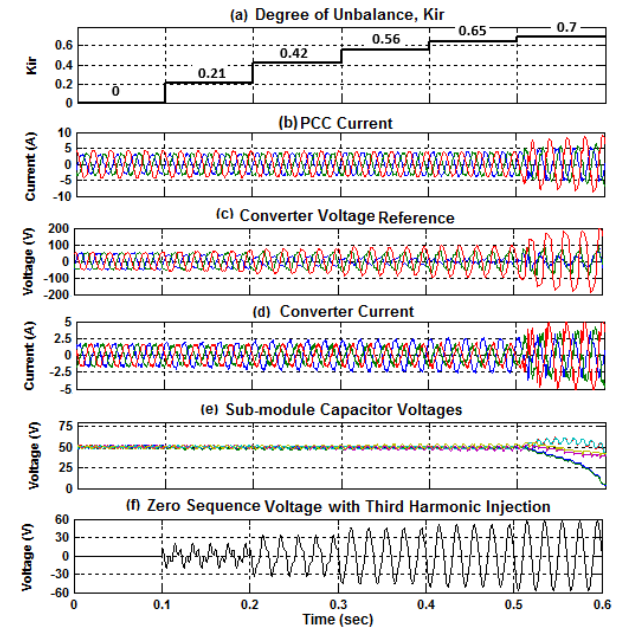 (a) Degree of Unbalance, Kir
Kir
0.6
0.4
0.2
0
0
0.21
0.42
0.56
0.65
0.7
(b) PCC Current
Current (A)
10
5
0
-5
-10
(c) Converter Voltage Reference
Voltage (V)
200
100
0
-100
-200
(d) Converter Current
Current (A)
5
2.5
0
-2.5
-5
(e) Sub-module Capacitor Voltages
Voltage (V)
75
50
25
0
(f) Zero Sequence Voltage with Third Harmonic Injection
Voltage (V)
60
30
0
-30
-60
0 0.1 0.2 0.3 0.4 0.5 0.6
Time (sec)